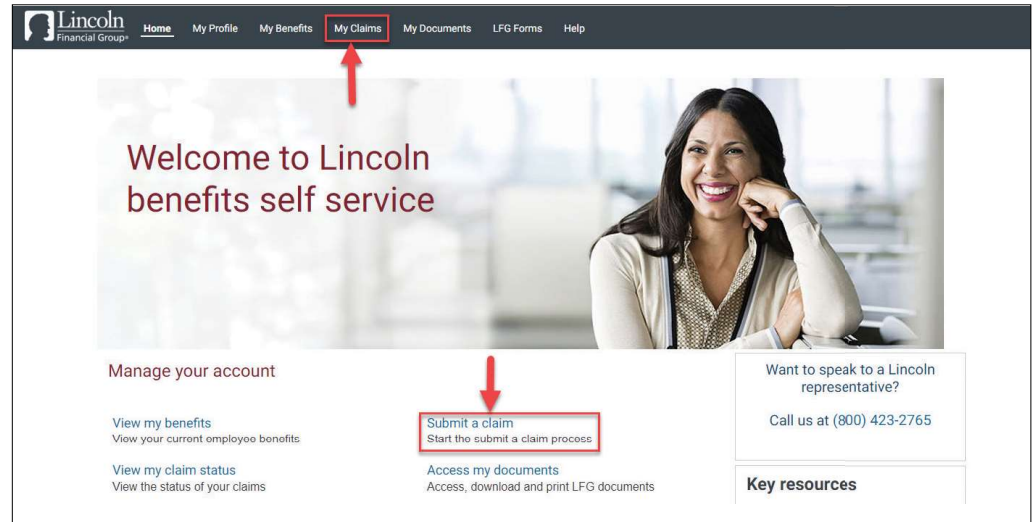 Lincoln
Financial Group®
Home My Profile My Benefits My Claims My Documents LFG Forms Help
Welcome to Lincoln
benefits self service
Manage your account
View my benefits
View your current employee benefits
Submit a claim
Start the submit a claim process
View my claim status
View the status of your claims
Access my documents
Access, download and print LFG documents
Want to speak to a Lincoln
representative?
Call us at (800) 423-2765
Key resources